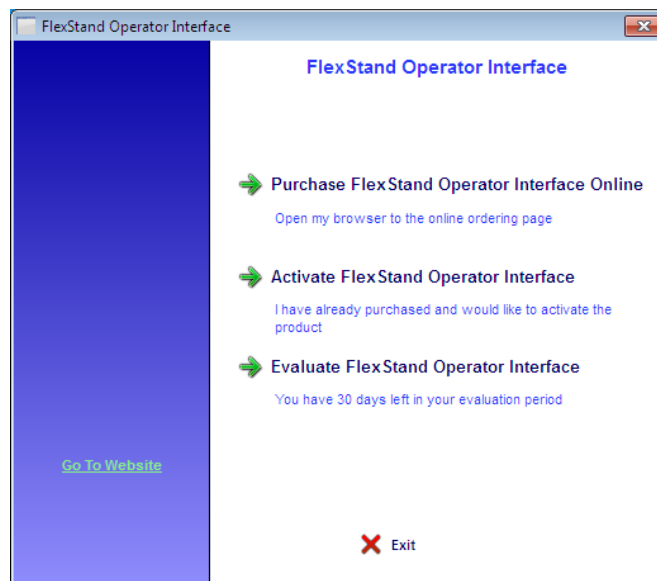 FlexStand Operator Interface
FlexStand Operator Interface
Purchase FlexStand Operator Interface Online
Open my browser to the online ordering page
Activate FlexStand Operator Interface
I have already purchased and would like to activate the
product
Evaluate FlexStand Operator Interface
You have 30 days left in your evaluation period
Go To Website
Exit